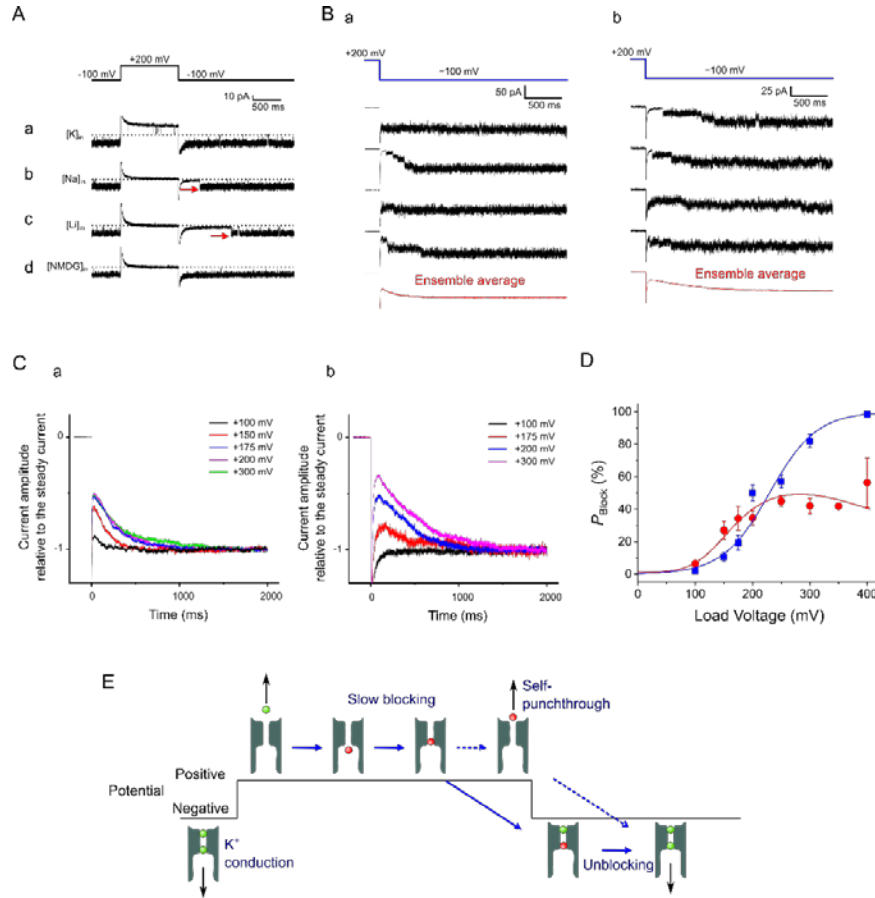 A
+200 mV
-100 mV
-100 mV
10 pA
500 ms
a
[K]in
b
[Na]in
c
[Li]in
d
[NMDG]in
B
a
+200 mV
−100 mV
50 pA
500 ms
Ensemble average
b
+200 mV
−100 mV
25 pA
500 ms
Ensemble average
C
a
Current amplitude
relative to the steady current
0
-1
+100 mV
+150 mV
+175 mV
+200 mV
+300 mV
0
1000
2000
Time (ms)
b
Current amplitude
relative to the steady current
0
-1
+100 mV
+175 mV
+200 mV
+300 mV
0
1000
2000
Time (ms)
D
PBlock (%)
100
80
60
40
20
0
0
100
200
300
400
Load Voltage (mV)
E
Slow blocking
Self-
punchthrough
Potential
Positive
Negative
K+
conduction
Unblocking